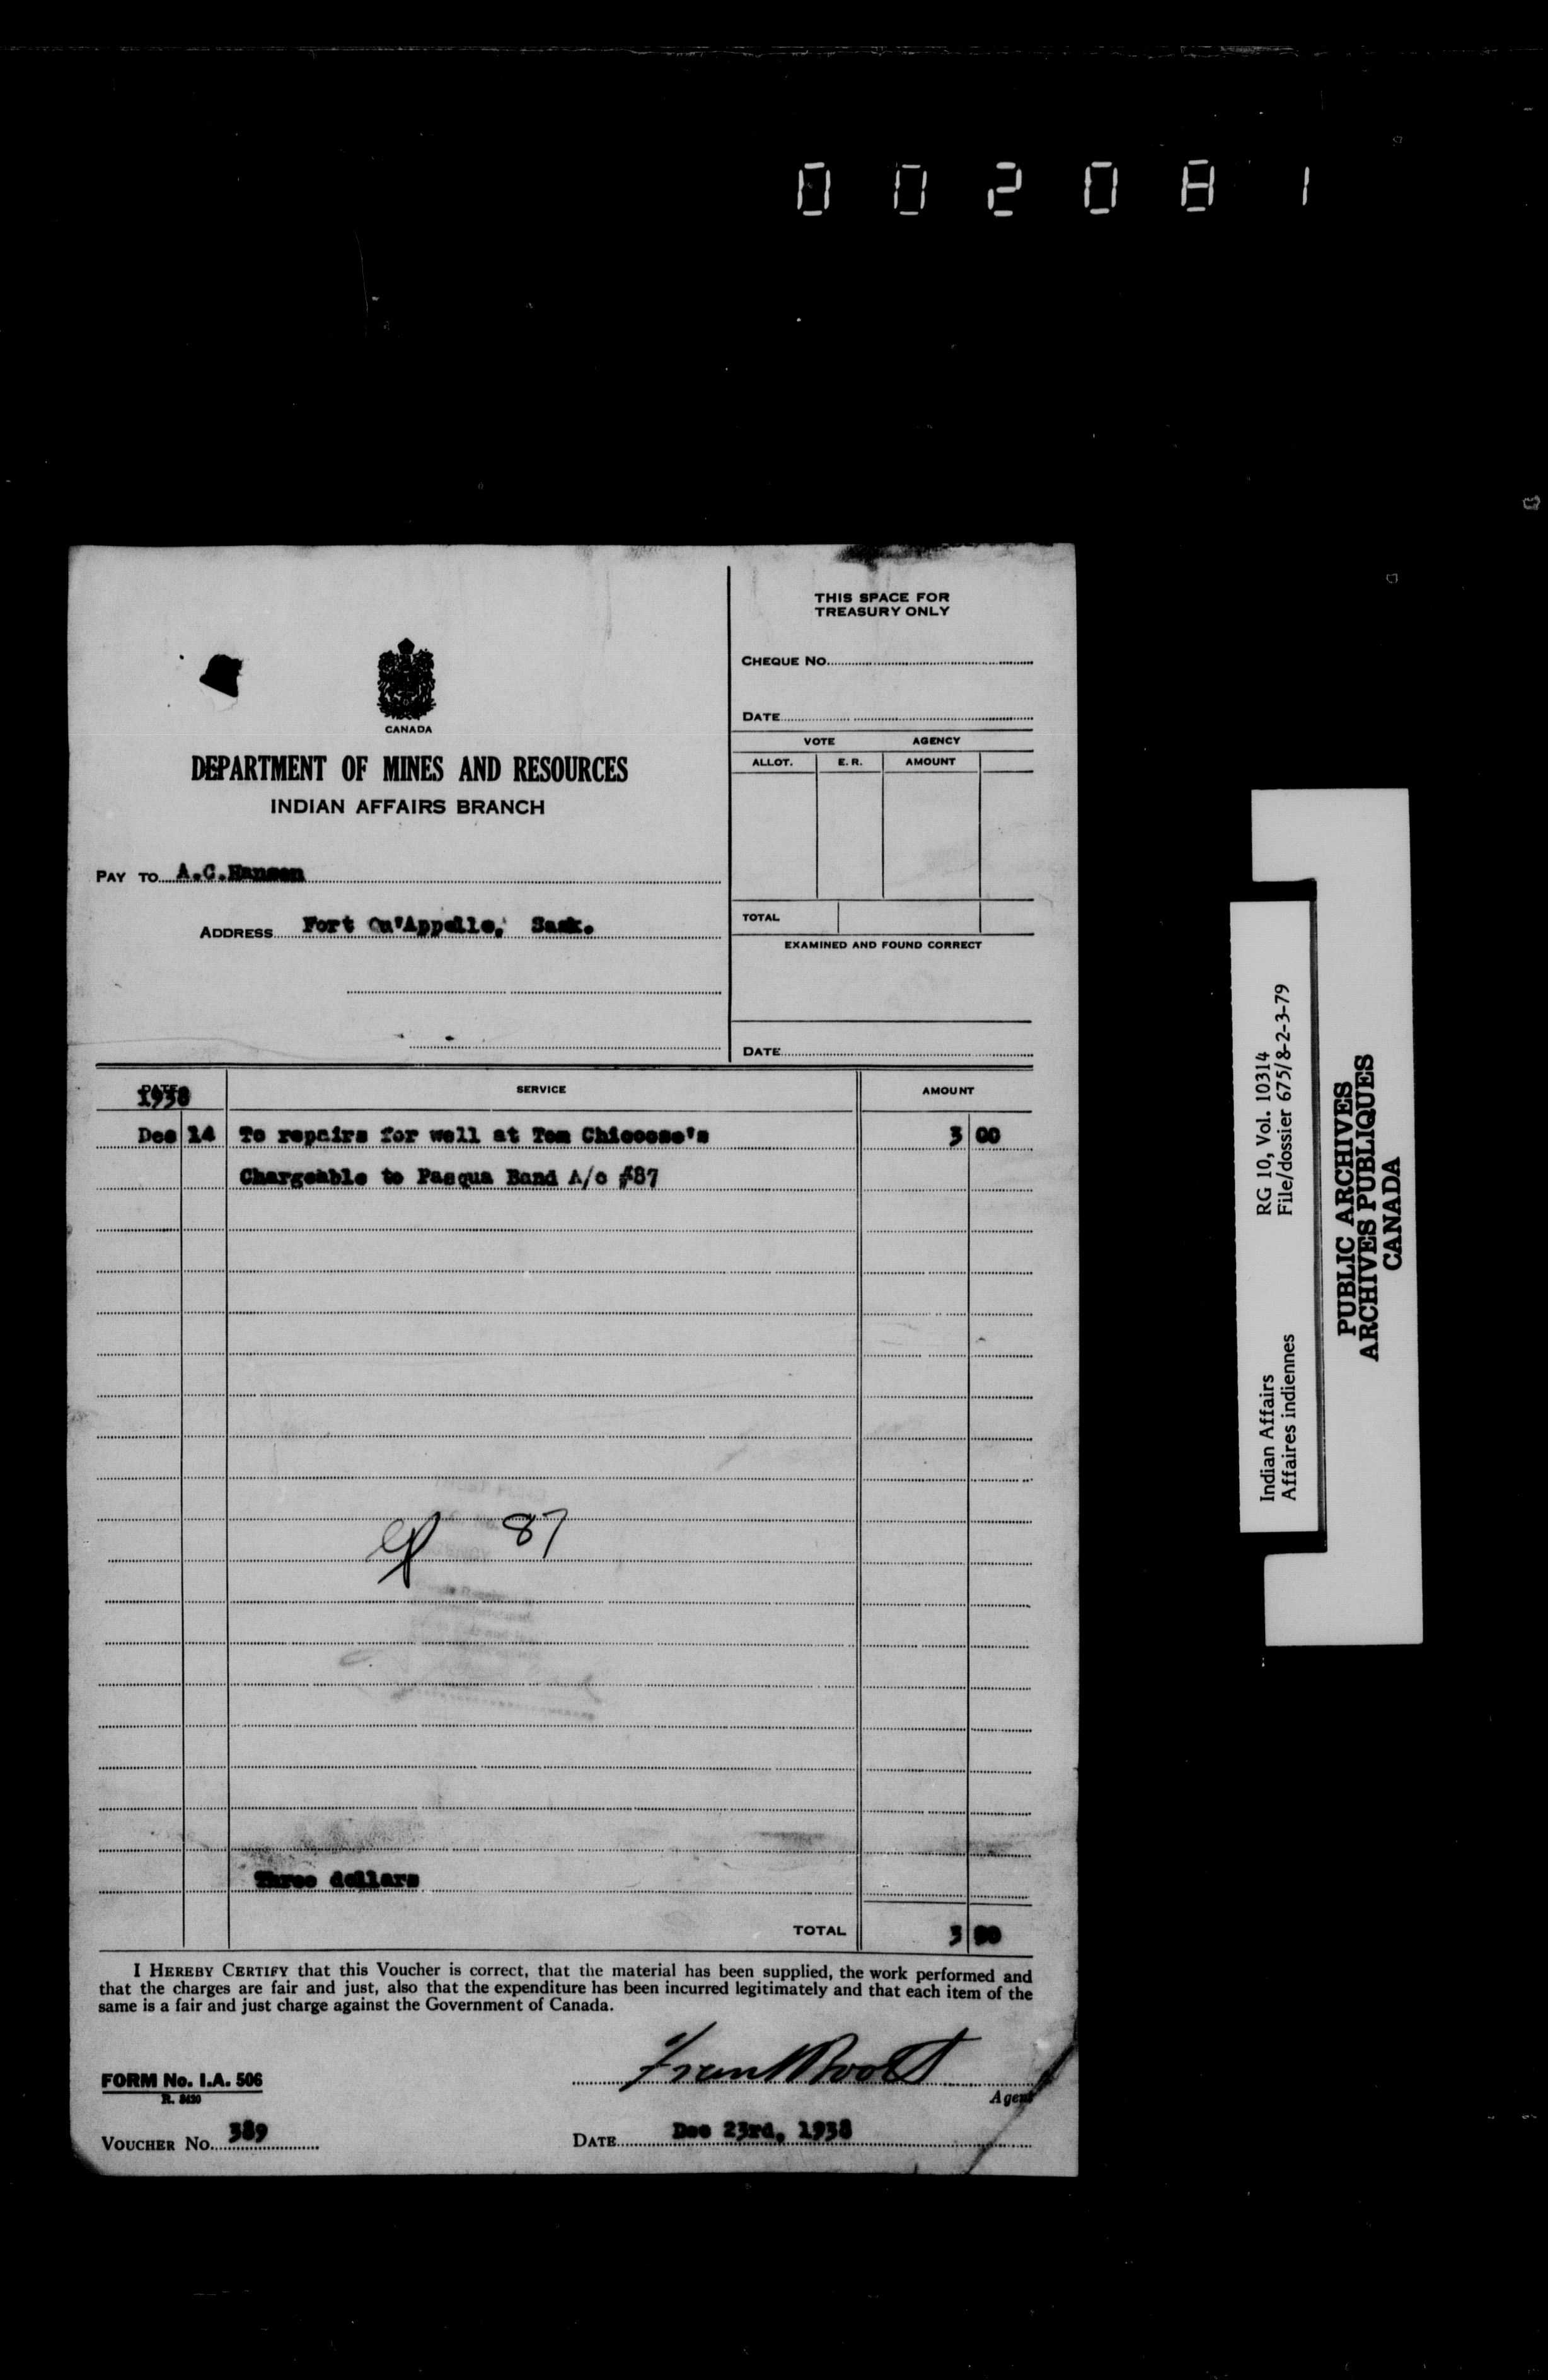 002081
THIS SPACE FOR
TREASURY ONLY
CHEQUE NO.
DATE
VOTE AGENCY
ALLOT. E. R. AMOUNT
TOTAL
EXAMINED AND FOUND CORRECT
DATE
CANADA
DEPARTMENT OF MINES AND RESOURCES
INDIAN AFFAIRS BRANCH
PAY TO A.C.Hansen
ADDRESS Fort Qu'Appelle, Sask.
DATE SERVICE AMOUNT
1938
Dec 14 To repairs for well at Tom Chicoose's 3 00
Chargeable to Pasqua Band A/c #87
87
Three dollars
TOTAL 3 00
I HEREBY CERTIFY that this Voucher is correct, that the material has been supplied, the work performed and
that the charges are fair and just, also that the expenditure has been incurred legitimately and that each item of the
same is a fair and just charge against the Government of Canada.
FORM No. I.A. 506
R. 8420
Frank Booth
Agent
VOUCHER No. 389
DATE Dec 23rd, 1938
Indian Affairs RG 10, Vol. 10314
Affaires indiennes File/dossier 675/8-2-3-79
PUBLIC ARCHIVES
ARCHIVES PUBLIQUES
CANADA